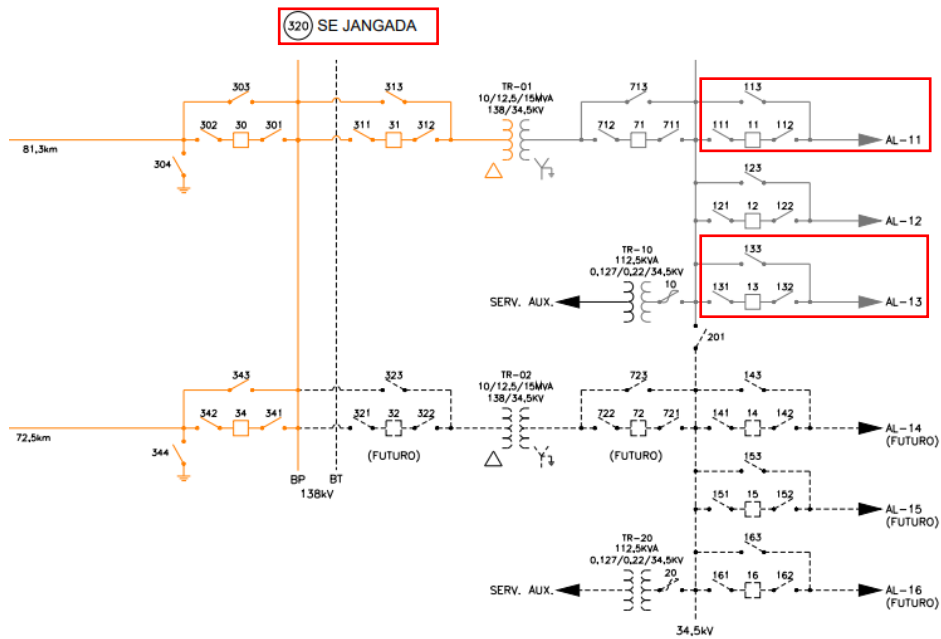 320 SE JANGADA
303
313
TR-01
10/12,5/15MVA
138/34,5KV
713
113
302 30 301
311 31 312
712 71 711
111 11 112
AL-11
81,3km
304
123
121 12 122
AL-12
TR-10
112,5KVA
0,127/0,22/34,5KV
133
SERV. AUX.
10
131 13 132
AL-13
201
343
323
TR-02
10/12,5/15MVA
138/34,5KV
723
143
342 34 341
321 32 322
722 72 721
141 14 142
AL-14
(FUTURO)
72,5km
344
(FUTURO)
(FUTURO)
153
BP BT
138kV
151 15 152
AL-15
(FUTURO)
TR-20
112,5KVA
0,127/0,22/34,5KV
163
SERV. AUX.
20
161 16 162
AL-16
(FUTURO)
34,5kV